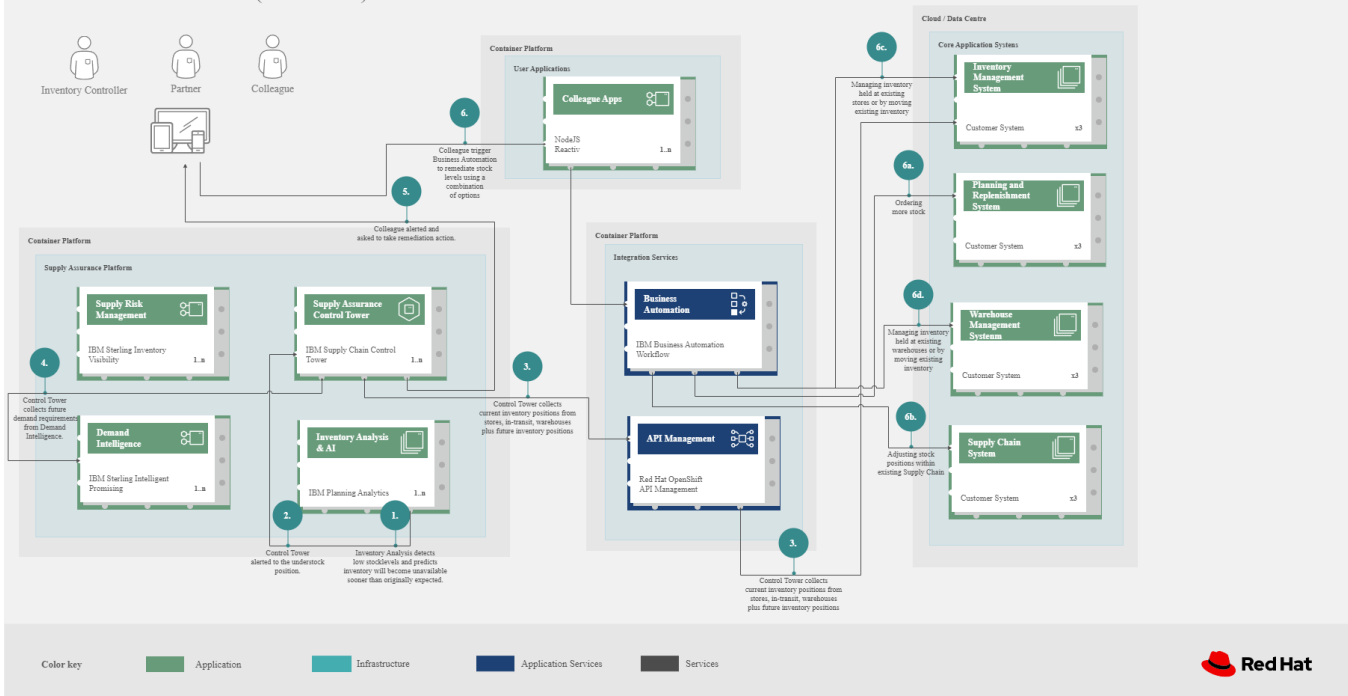 Inventory Controller
Partner
Colleague
Container Platform
User Applications
Colleague Apps
NodeJS
Reactiv
1..n
6.
Colleague trigger
Business Automation
to remediate stock
levels using a
combination
of options
5.
Colleague alerted and
asked to take remediation action.
Container Platform
Supply Assurance Platform
Supply Risk
Management
IBM Sterling Inventory
Visibility
1..n
Supply Assurance
Control Tower
IBM Supply Chain Control
Tower
1..n
4.
Control Tower
collects future
demand requirements
from Demand
Intelligence.
Demand
Intelligence
IBM Sterling Intelligent
Promising
1..n
Inventory Analysis
& AI
IBM Planning Analytics
1..n
2.
Control Tower
alerted to the understock
position.
1.
Inventory Analysis detects
low stocklevels and predicts
inventory will become unavailable
sooner than originally expected.
3.
Control Tower collects
current inventory positions from
stores, in-transit, warehouses
plus future inventory positions
Container Platform
Integration Services
Business
Automation
IBM Business Automation
Workflow
API Management
Red Hat OpenShift
API Management
3.
Control Tower collects
current inventory positions from
stores, in-transit, warehouses
plus future inventory positions
Cloud / Data Centre
Core Application Systens
6c.
Managing inventory
held at existing
stores or by moving
existing inventory
Inventory
Management
System
Customer System
x3
6a.
Ordering
more stock
Planning and
Replenishment
System
Customer System
x3
6d.
Managing inventory
held at existing
warehouses or by
moving existing
inventory
Warehouse
Management
Systenm
Customer System
x3
6b.
Adjusting stock
positions within
existing Supply Chain
Supply Chain
System
Customer System
x3
Color key
Application
Infrastructure
Application Services
Services
Red Hat